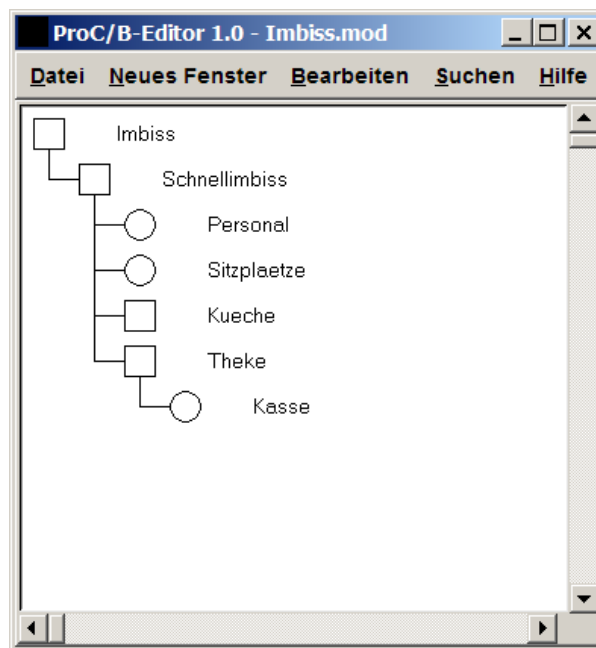 ProC/B-Editor 1.0 - Imbiss.mod
Datei Neues Fenster Bearbeiten Suchen Hilfe
Imbiss
Schnellimbiss
Personal
Sitzplaetze
Kueche
Theke
Kasse